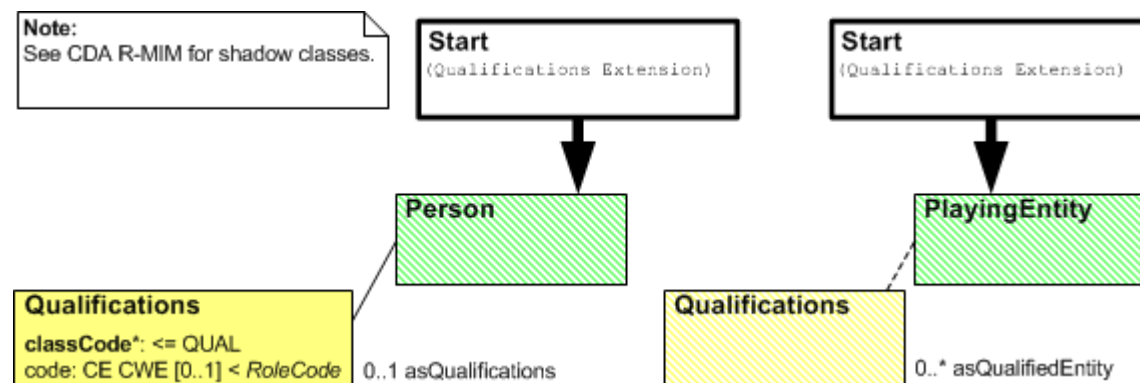 Note:
See CDA R-MIM for shadow classes.
Start
(Qualifications Extension)
Start
(Qualifications Extension)
Person
PlayingEntity
Qualifications
classCode*: <= QUAL
code: CE CWE [0..1] < RoleCode
0..1 asQualifications
Qualifications
0..* asQualifiedEntity